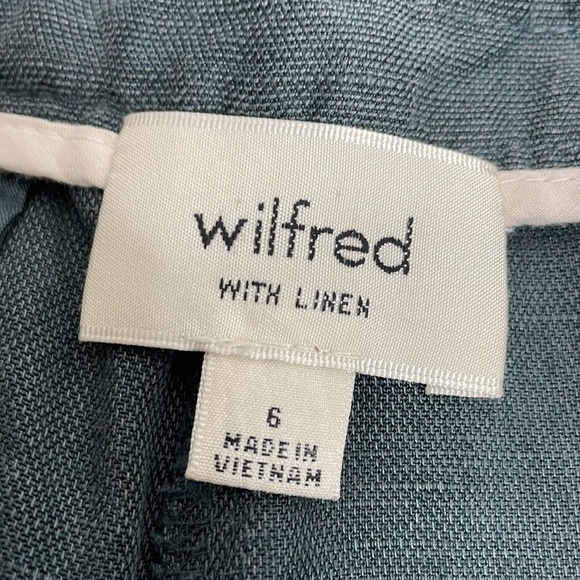 wilfred
WITH LINEN
6
MADE IN
VIETNAM